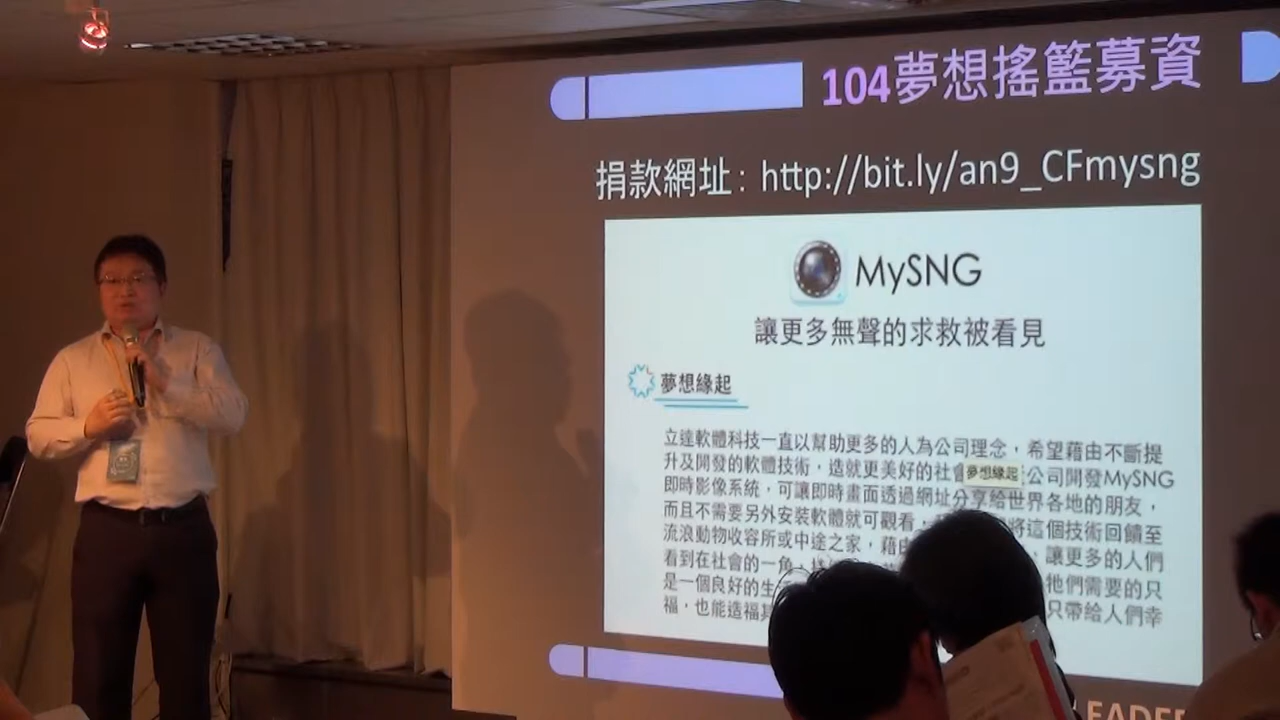 104夢想搖籃募資
捐款網址：http://bit.ly/an9_CFmysng
MySNG
讓更多無聲的求救被看見
夢想緣起
立達軟體科技一直以幫助更多的人為公司理念，希望藉由不斷提
升及開發的軟體技術，造就更美好的社會 夢想緣起 公司開發MySNG
即時影像系統，可讓即時畫面透過網址分享給世界各地的朋友，
而且不需要另外安裝軟體就可觀看， 將這個技術回饋至
流浪動物收容所或中途之家，藉由 讓更多的人們
看到在社會的一角，
是一個良好的生 牠們需要的只
福，也能造福其 只帶給人們幸